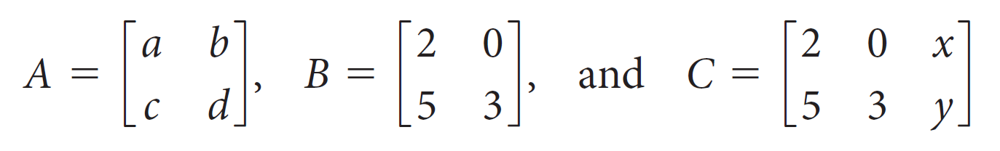 A = [a b
c d], B = [2 0
5 3], and C = [2 0 x
5 3 y]